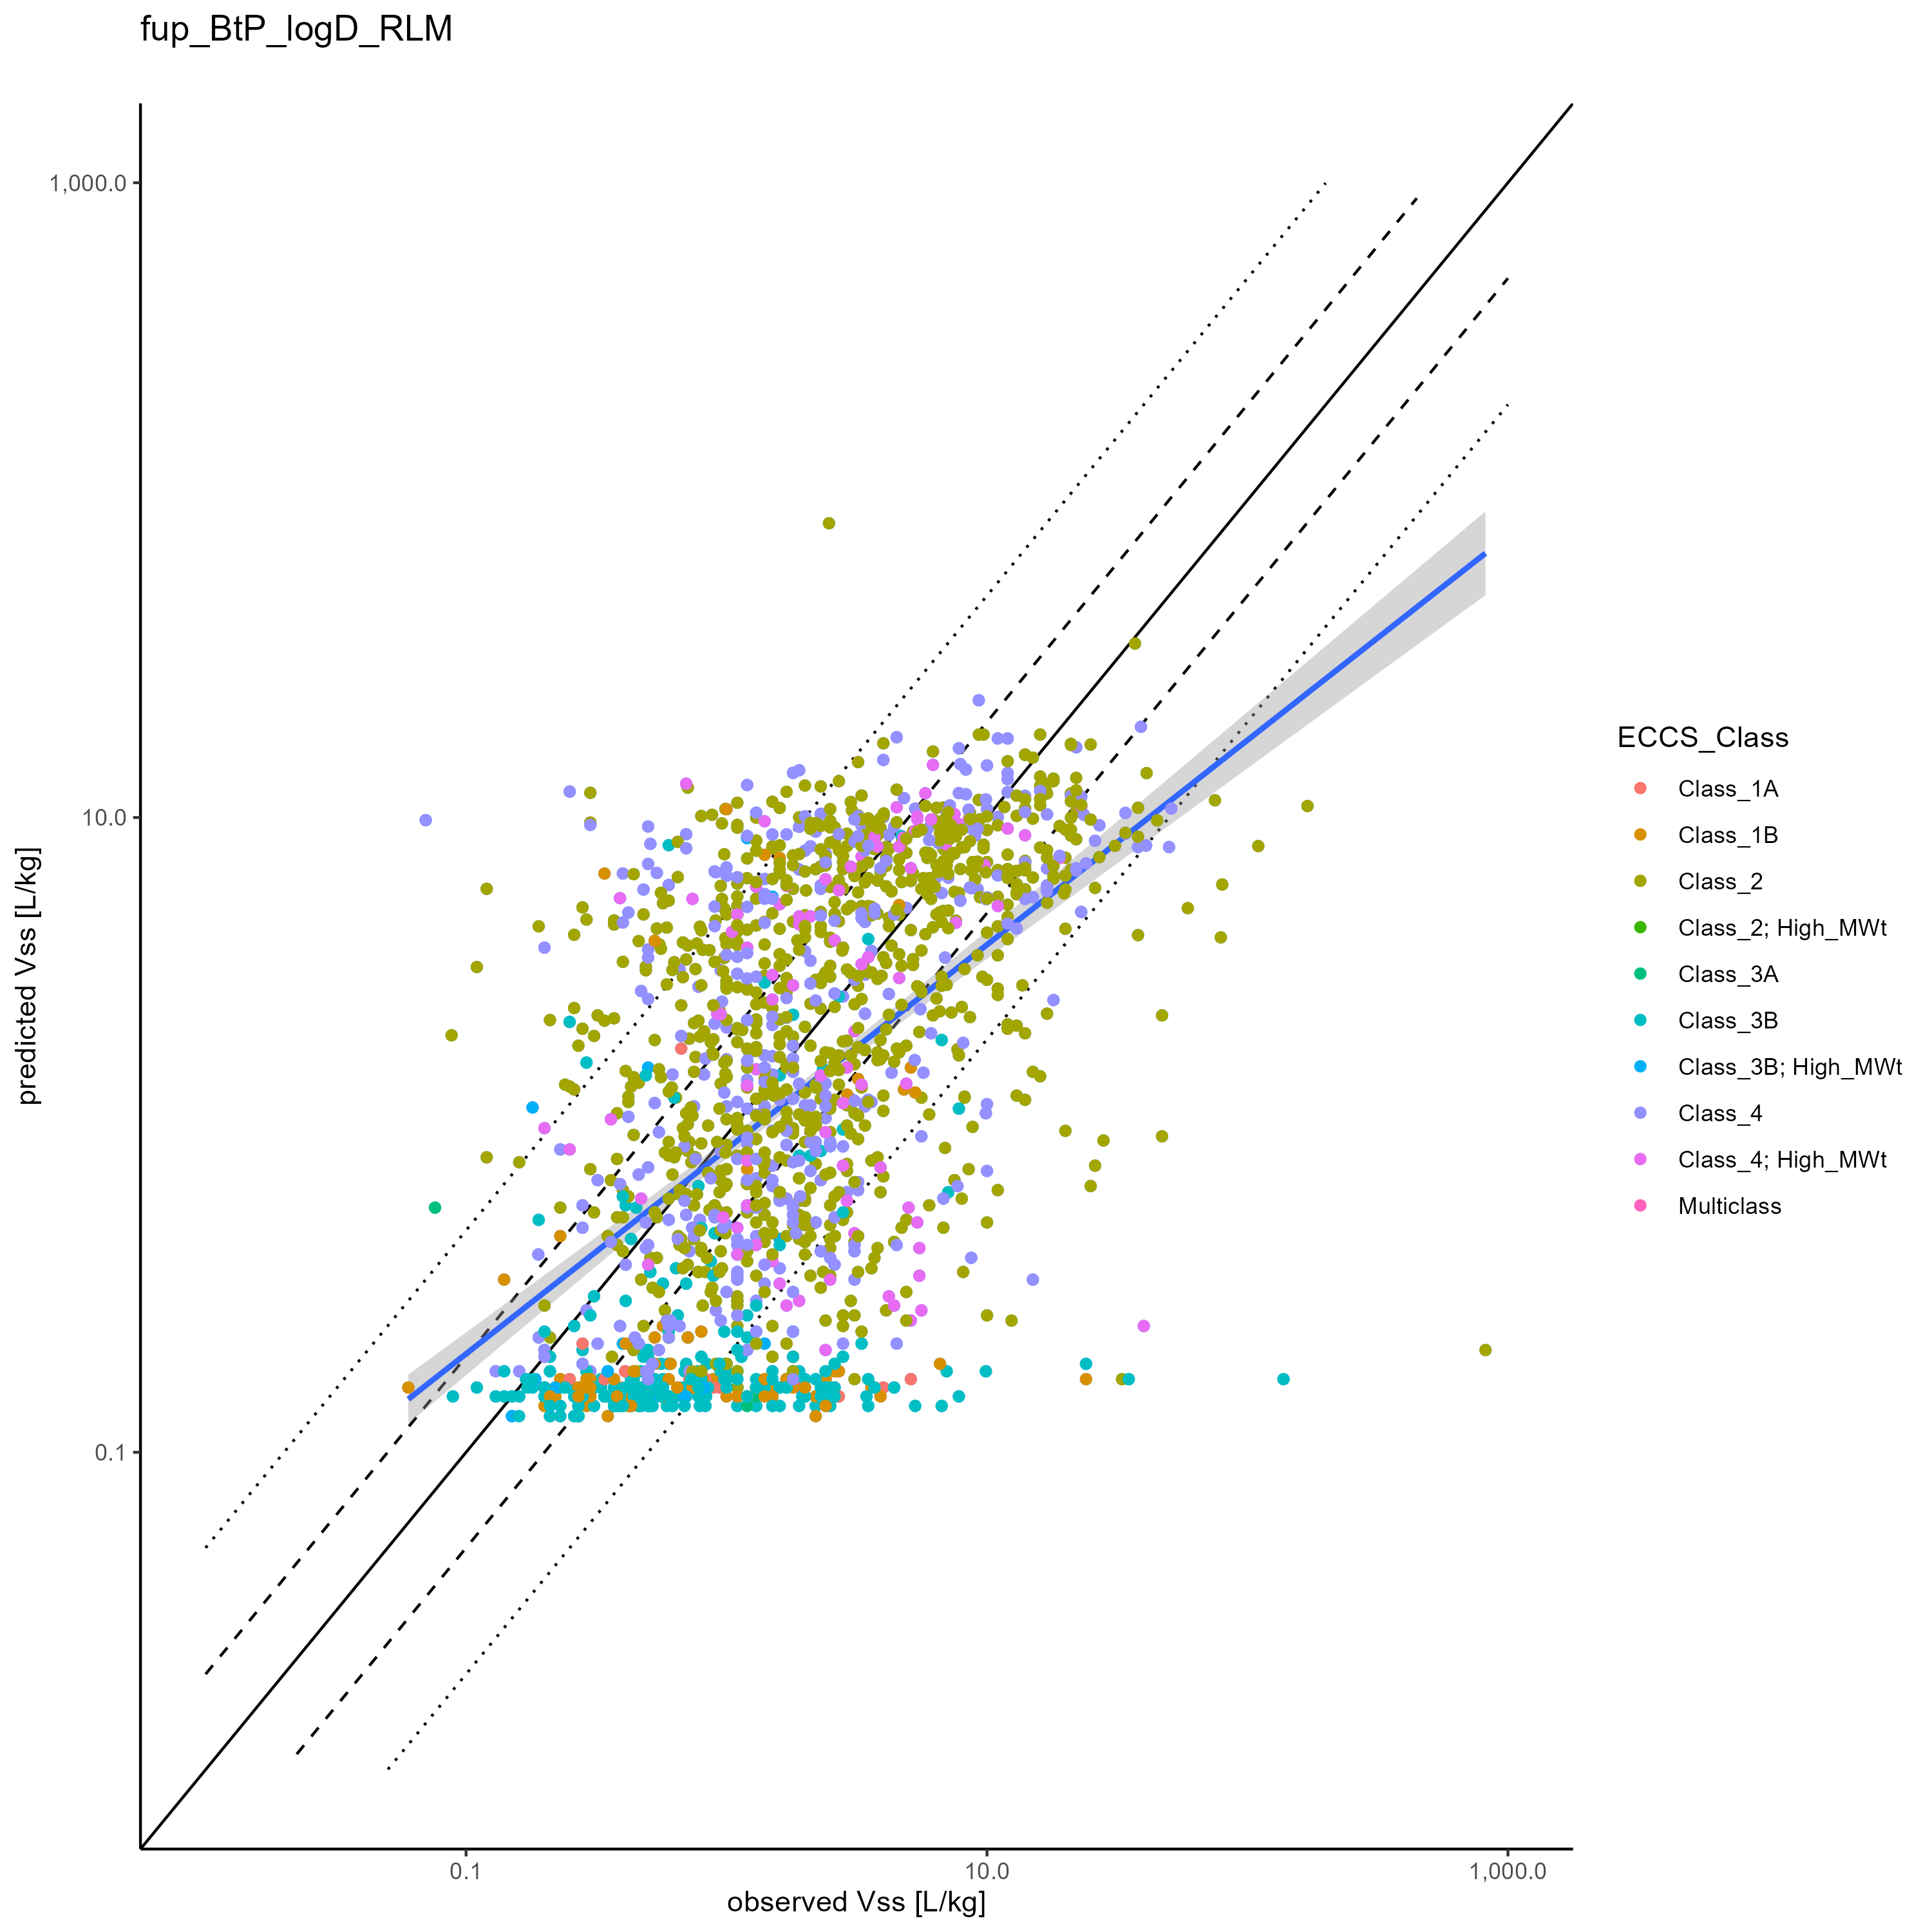 fup_BtP_logD_RLM
1,000.0
10.0
0.1
predicted Vss [L/kg]
0.1
10.0
1,000.0
observed Vss [L/kg]
ECCS_Class
Class_1A
Class_1B
Class_2
Class_2; High_MWt
Class_3A
Class_3B
Class_3B; High_MWt
Class_4
Class_4; High_MWt
Multiclass